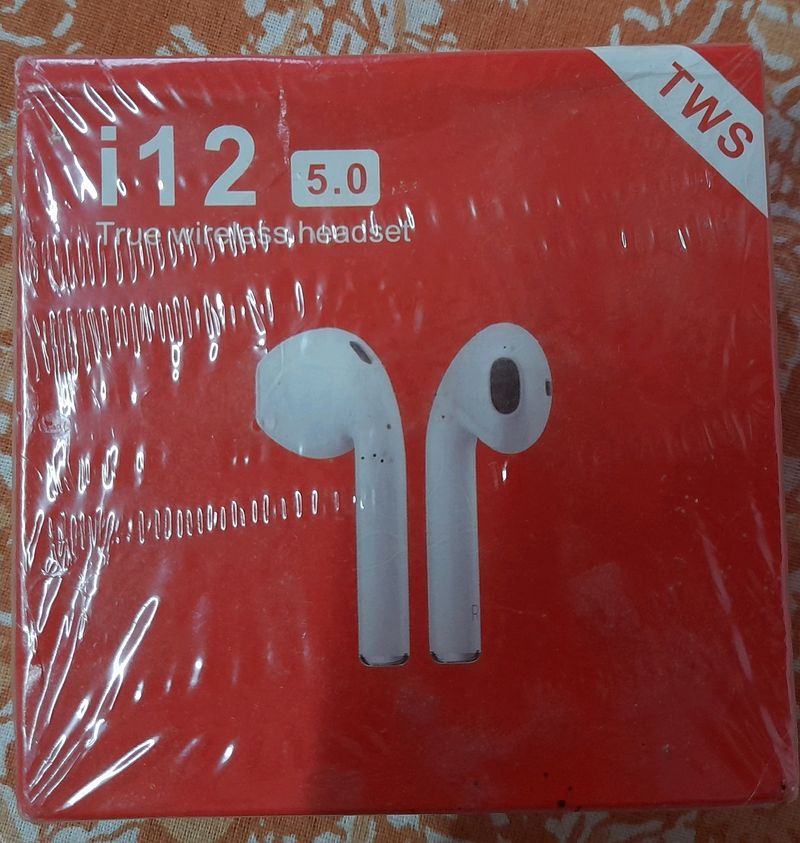 TWS
i12 5.0
True wireless headset
R